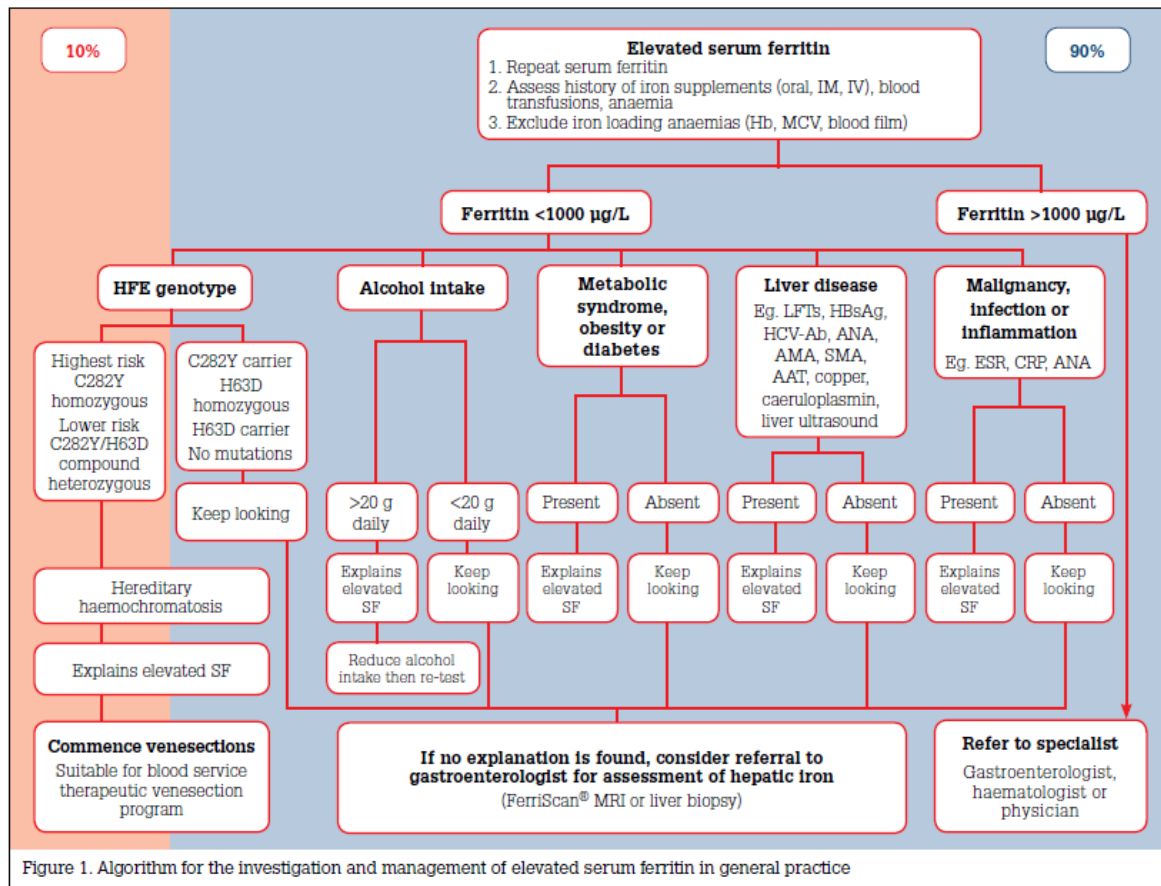 10%
90%
Elevated serum ferritin
1. Repeat serum ferritin
2. Assess history of iron supplements (oral, IM, IV), blood
transfusions, anaemia
3. Exclude iron loading anaemias (Hb, MCV, blood film)
Ferritin <1000 µg/L
Ferritin >1000 µg/L
HFE genotype
Alcohol intake
Metabolic
syndrome,
obesity or
diabetes
Liver disease
Eg. LFTs, HBsAg,
HCV-Ab, ANA,
AMA, SMA,
AAT, copper,
caeruloplasmin,
liver ultrasound
Malignancy,
infection or
inflammation
Eg. ESR, CRP, ANA
Highest risk
C282Y
homozygous
Lower risk
C282Y/H63D
compound
heterozygous
C282Y carrier
H63D
homozygous
H63D carrier
No mutations
Keep looking
>20 g
daily
<20 g
daily
Present
Absent
Present
Absent
Present
Absent
Explains
elevated
SF
Keep
looking
Explains
elevated
SF
Keep
looking
Explains
elevated
SF
Keep
looking
Explains
elevated
SF
Keep
looking
Hereditary
haemochromatosis
Explains elevated SF
Reduce alcohol
intake then re-test
Commence venesections
Suitable for blood service
therapeutic venesection
program
If no explanation is found, consider referral to
gastroenterologist for assessment of hepatic iron
(FerriScan® MRI or liver biopsy)
Refer to specialist
Gastroenterologist,
haematologist or
physician
Figure 1. Algorithm for the investigation and management of elevated serum ferritin in general practice